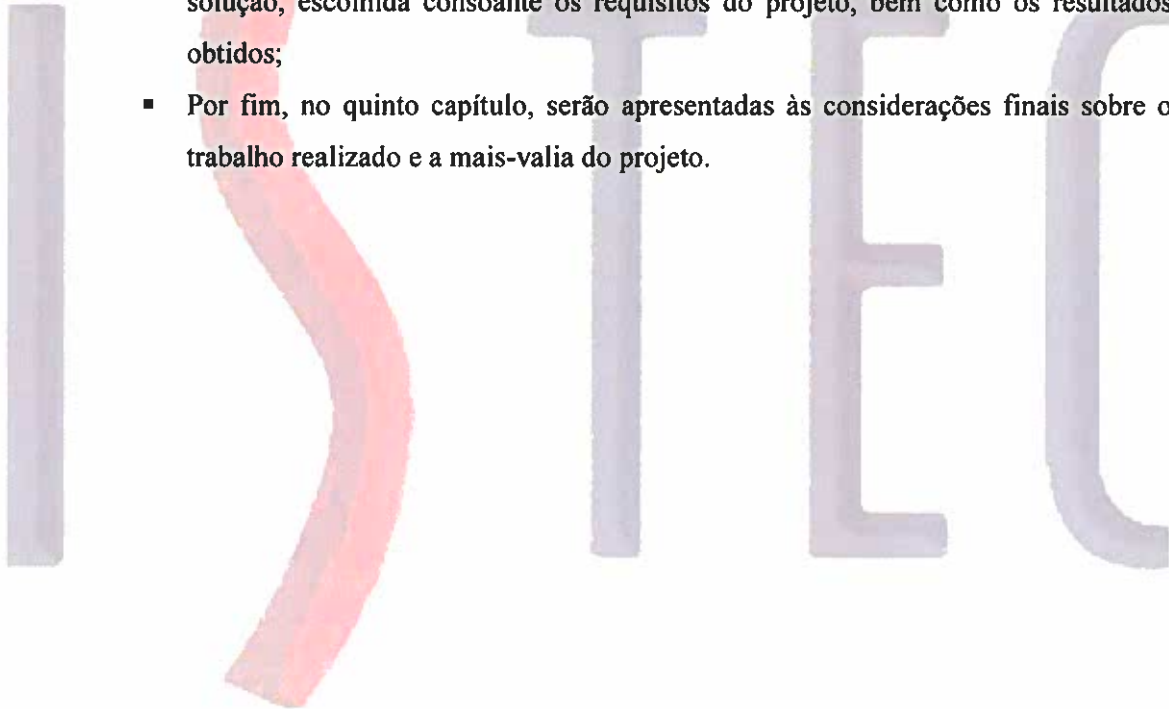 solução, escolhida consoante os requisitos do projeto, bem como os resultados
obtidos;
▪ Por fim, no quinto capítulo, serão apresentadas às considerações finais sobre o
trabalho realizado e a mais-valia do projeto.
ISTEC